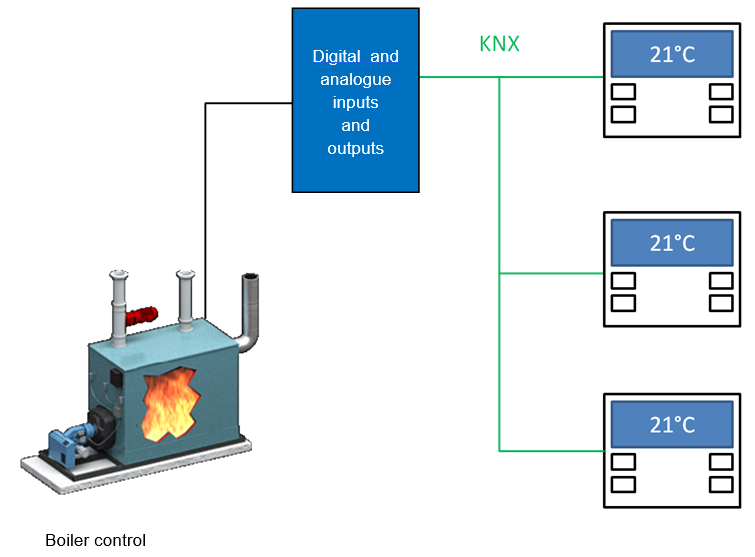 Digital and
analogue
inputs
and
outputs
KNX
21°C
21°C
21°C
Boiler control